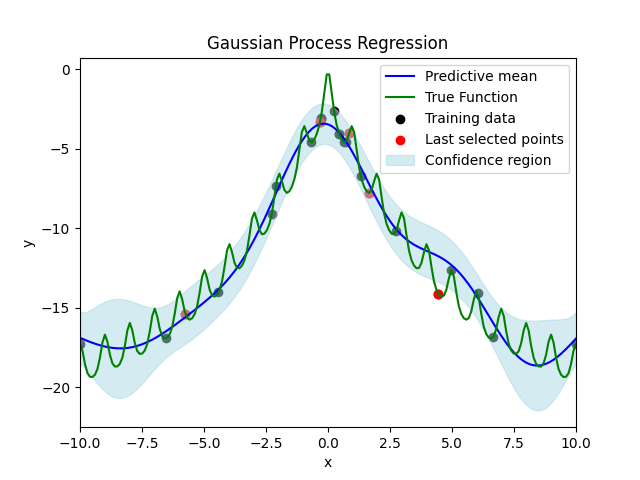 Gaussian Process Regression
Predictive mean
True Function
Training data
Last selected points
Confidence region
y
0
−5
−10
−15
−20
−10.0 −7.5 −5.0 −2.5 0.0 2.5 5.0 7.5 10.0
x